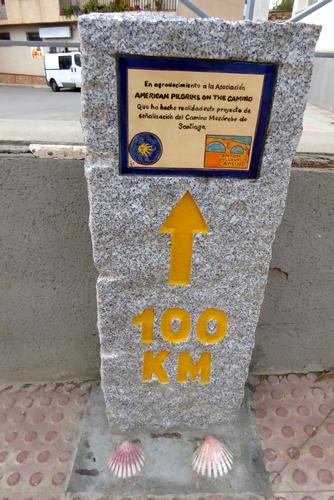 En agradecimiento a la Asociación
AMERICAN PILGRIMS ON THE CAMINO
Que ha hecho realidad este proyecto de
señalización del Camino Mozárabe de
Santiago.
100
KM